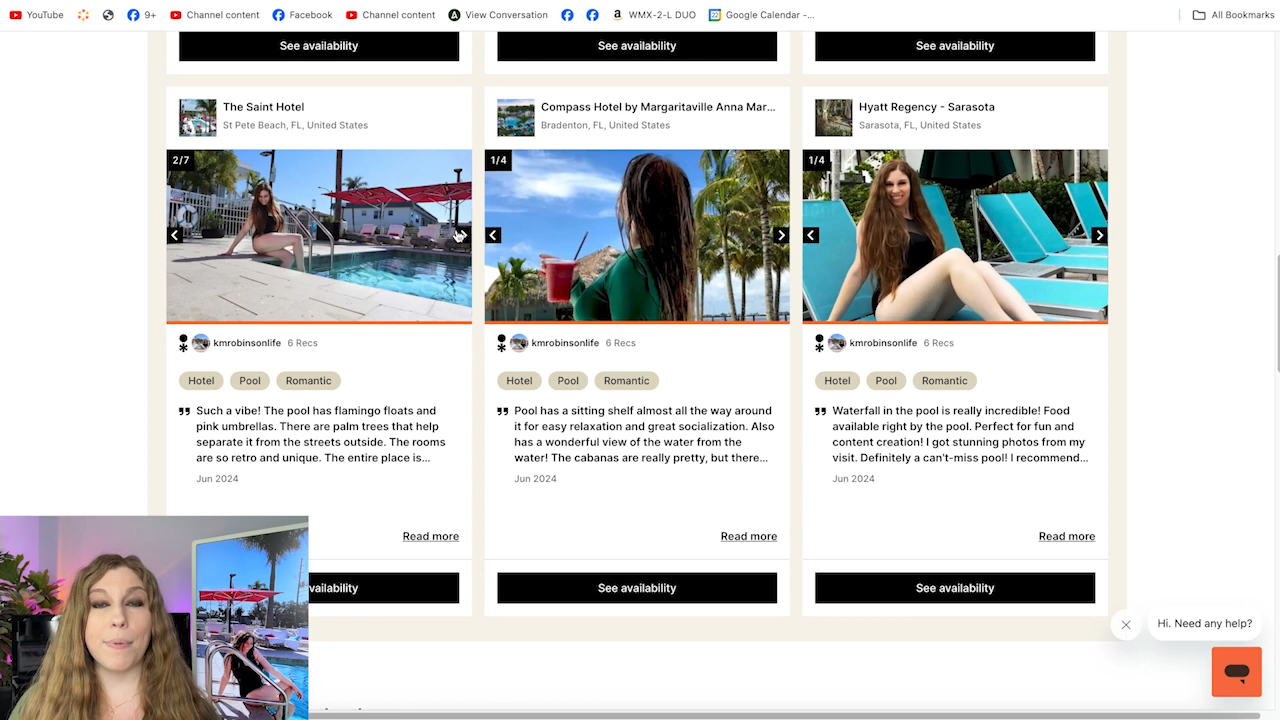 YouTube
9+
Channel content
Facebook
Channel content
View Conversation
WMX-2-L DUO
Google Calendar -...
All Bookmarks
See availability
See availability
See availability
The Saint Hotel
St Pete Beach, FL, United States
2/7
kmrobinsonlife 6 Recs
Hotel Pool Romantic
Such a vibe! The pool has flamingo floats and
pink umbrellas. There are palm trees that help
separate it from the streets outside. The rooms
are so retro and unique. The entire place is...
Jun 2024
Read more
vailability
Compass Hotel by Margaritaville Anna Mar...
Bradenton, FL, United States
1/4
kmrobinsonlife 6 Recs
Hotel Pool Romantic
Pool has a sitting shelf almost all the way around
it for easy relaxation and great socialization. Also
has a wonderful view of the water from the
water! The cabanas are really pretty, but there...
Jun 2024
Read more
See availability
Hyatt Regency - Sarasota
Sarasota, FL, United States
1/4
kmrobinsonlife 6 Recs
Hotel Pool Romantic
Waterfall in the pool is really incredible! Food
available right by the pool. Perfect for fun and
content creation! I got stunning photos from my
visit. Definitely a can't-miss pool! I recommend...
Jun 2024
Read more
See availability
Hi. Need any help?